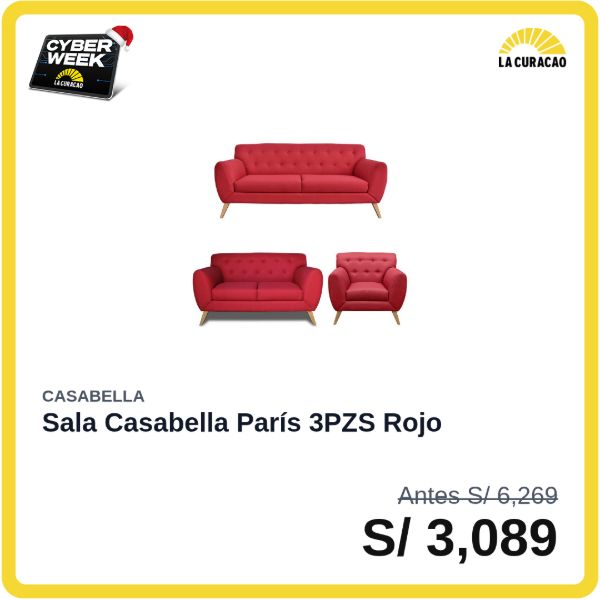 CYBER
WEEK
LA CURACAO
LA CURACAO
CASABELLA
Sala Casabella París 3PZS Rojo
Antes S/ 6,269
S/ 3,089